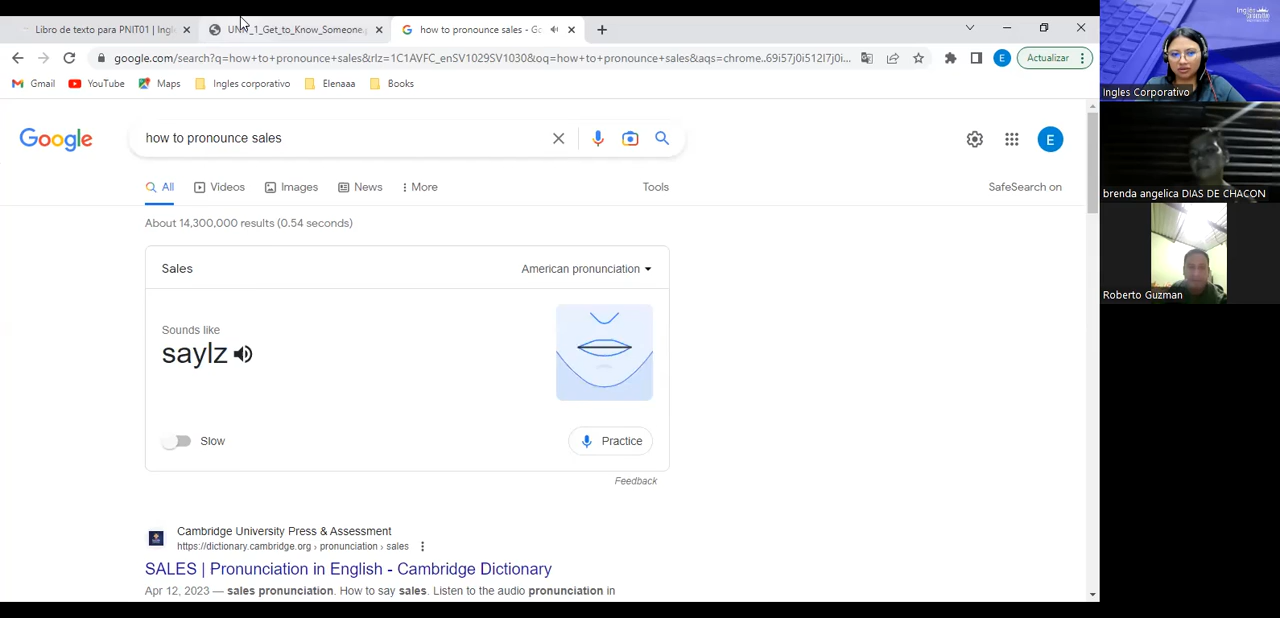 Libro de texto para PNIT01 | Ingl
UNIT_1_Get_to_Know_Someone.
how to pronounce sales - Go
google.com/search?q=how+to+pronounce+sales&rlz=1C1AVFC_enSV1029SV1030&oq=how+to+pronounce+sales&aqs=chrome..69i57j0i512l7j0i...
E
Actualizar
Gmail
YouTube
Maps
Ingles corporativo
Elenaaa
Books
Google
how to pronounce sales
E
All
Videos
Images
News
More
Tools
SafeSearch on
About 14,300,000 results (0.54 seconds)
Sales
American pronunciation
Sounds like
saylz
Slow
Practice
Feedback
Cambridge University Press & Assessment
https://dictionary.cambridge.org › pronunciation › sales
SALES | Pronunciation in English - Cambridge Dictionary
Apr 12, 2023 — sales pronunciation. How to say sales. Listen to the audio pronunciation in
Ingles Corporativo
brenda angelica DIAS DE CHACON
Roberto Guzman